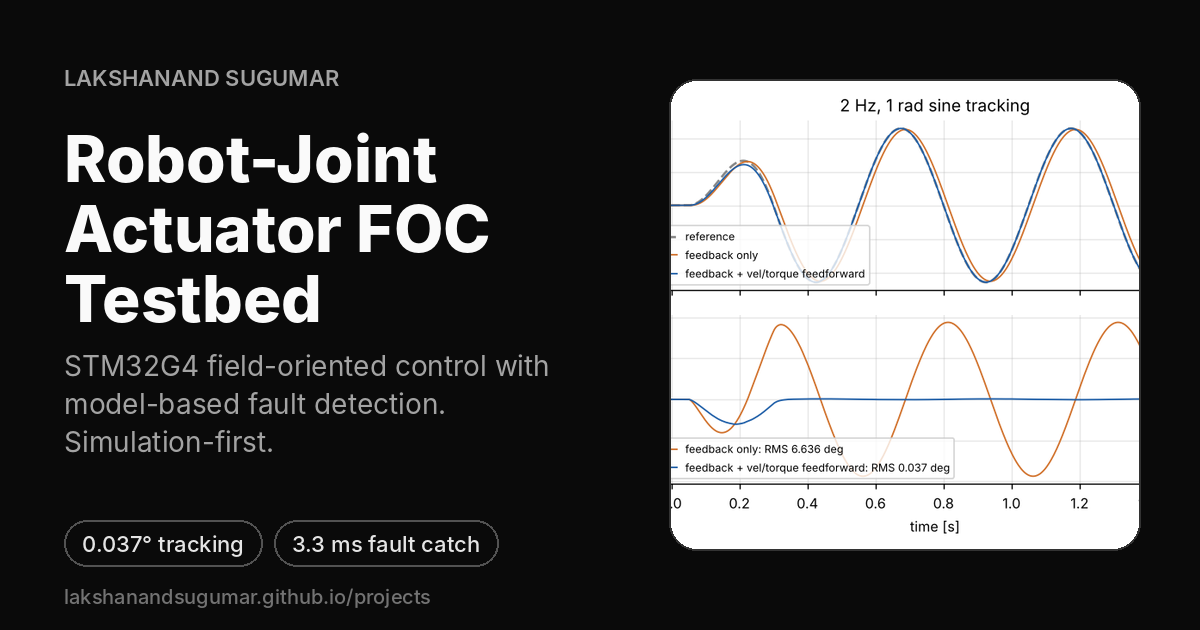 LAKSHANAND SUGUMAR
Robot-Joint
Actuator FOC
Testbed
STM32G4 field-oriented control with
model-based fault detection.
Simulation-first.
0.037° tracking
3.3 ms fault catch
lakshanandsugumar.github.io/projects
2 Hz, 1 rad sine tracking
reference
feedback only
feedback + vel/torque feedforward
feedback only: RMS 6.636 deg
feedback + vel/torque feedforward: RMS 0.037 deg
.0 0.2 0.4 0.6 0.8 1.0 1.2
time [s]